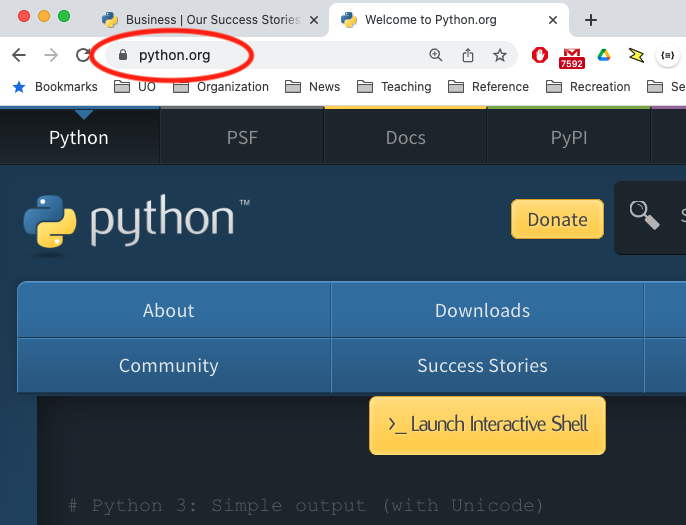 Business | Our Success Stories
Welcome to Python.org
python.org
7592
Bookmarks UO Organization News Teaching Reference Recreation Se
Python PSF Docs PyPI
python™
Donate
S
About Downloads
Community Success Stories
>_ Launch Interactive Shell
# Python 3: Simple output (with Unicode)